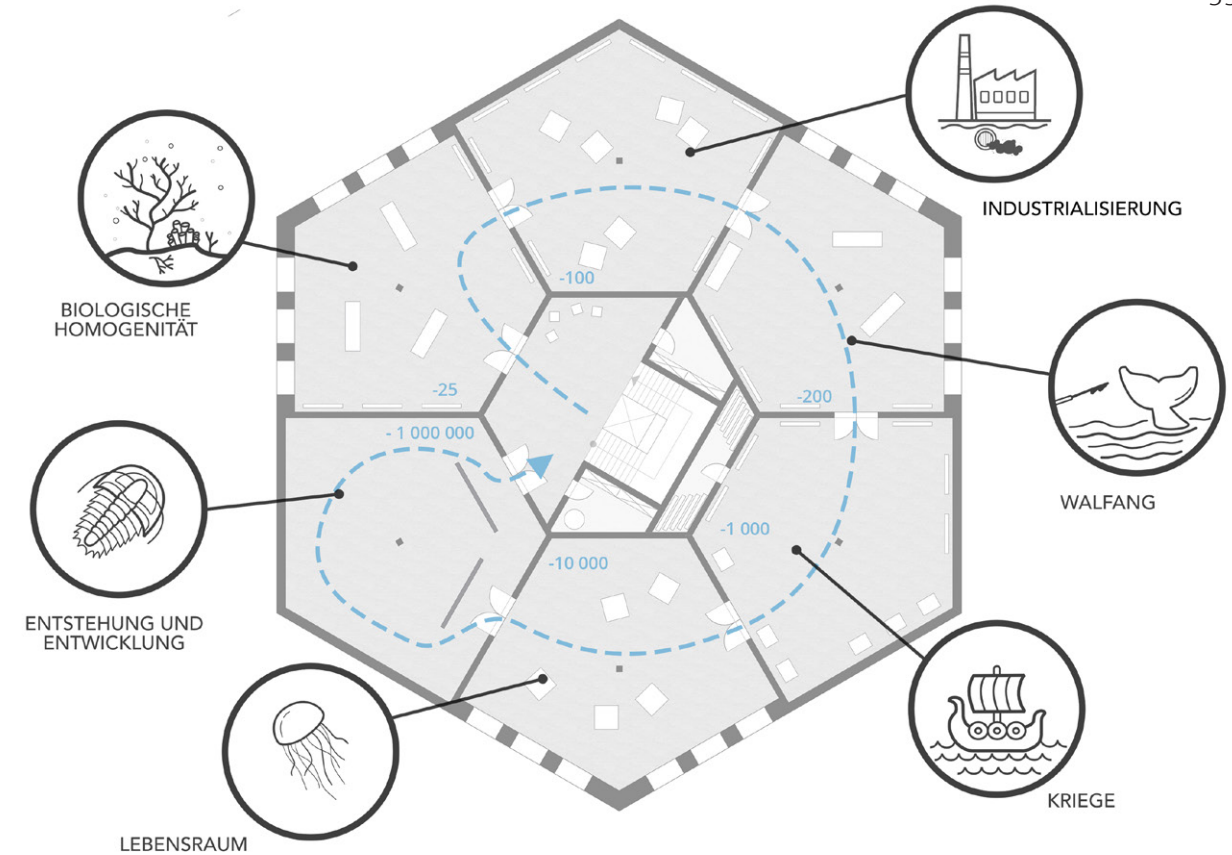 INDUSTRIALISIERUNG
BIOLOGISCHE
HOMOGENITÄT
-100
-25
-200
- 1 000 000
WALFANG
-1 000
-10 000
ENTSTEHUNG UND
ENTWICKLUNG
KRIEGE
LEBENSRAUM